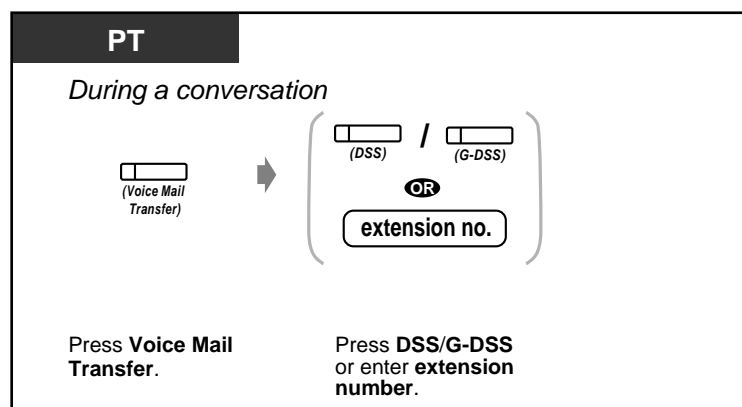 PT
During a conversation
(DSS) / (G-DSS)
(Voice Mail
Transfer)
OR
extension no.
Press Voice Mail
Transfer.
Press DSS/G-DSS
or enter extension
number.